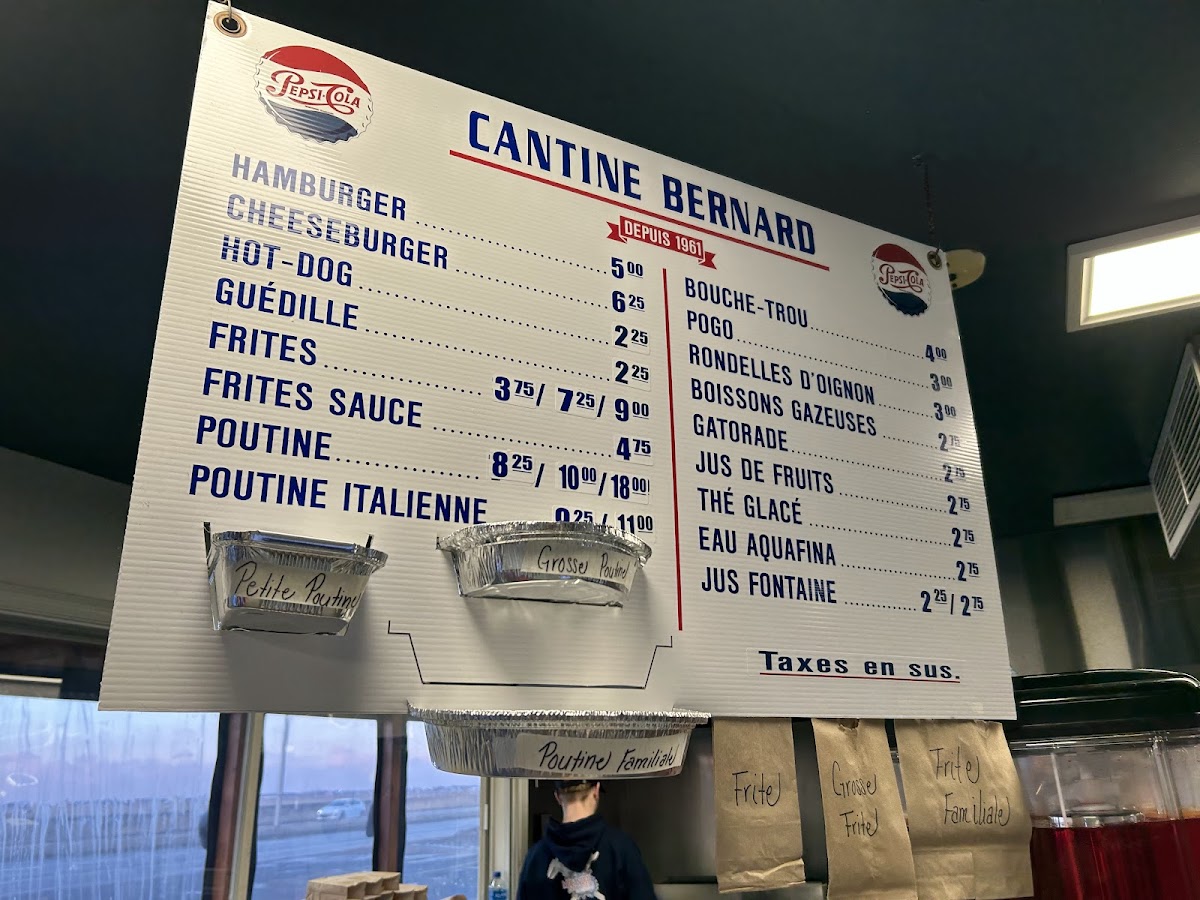 PEPSI-COLA
CANTINE BERNARD
DEPUIS 1961
PEPSI-COLA
HAMBURGER 5.00
CHEESEBURGER 6.25
HOT-DOG 2.25
GUÉDILLE 2.25
FRITES 3.75 / 7.25 / 9.00
FRITES SAUCE 4.75
POUTINE 8.25 / 10.00 / 18.00
POUTINE ITALIENNE 11.00
BOUCHE-TROU 4.00
POGO 3.00
RONDELLES D'OIGNON 3.00
BOISSONS GAZEUSES 2.75
GATORADE 2.75
JUS DE FRUITS 2.75
THÉ GLACÉ 2.75
EAU AQUAFINA 2.75
JUS FONTAINE 2.25 / 2.75
Taxes en sus.
Petite Poutine
Grosse Poutine
Poutine Familiale
Frite
Grosse
Frite
Frite
Familiale